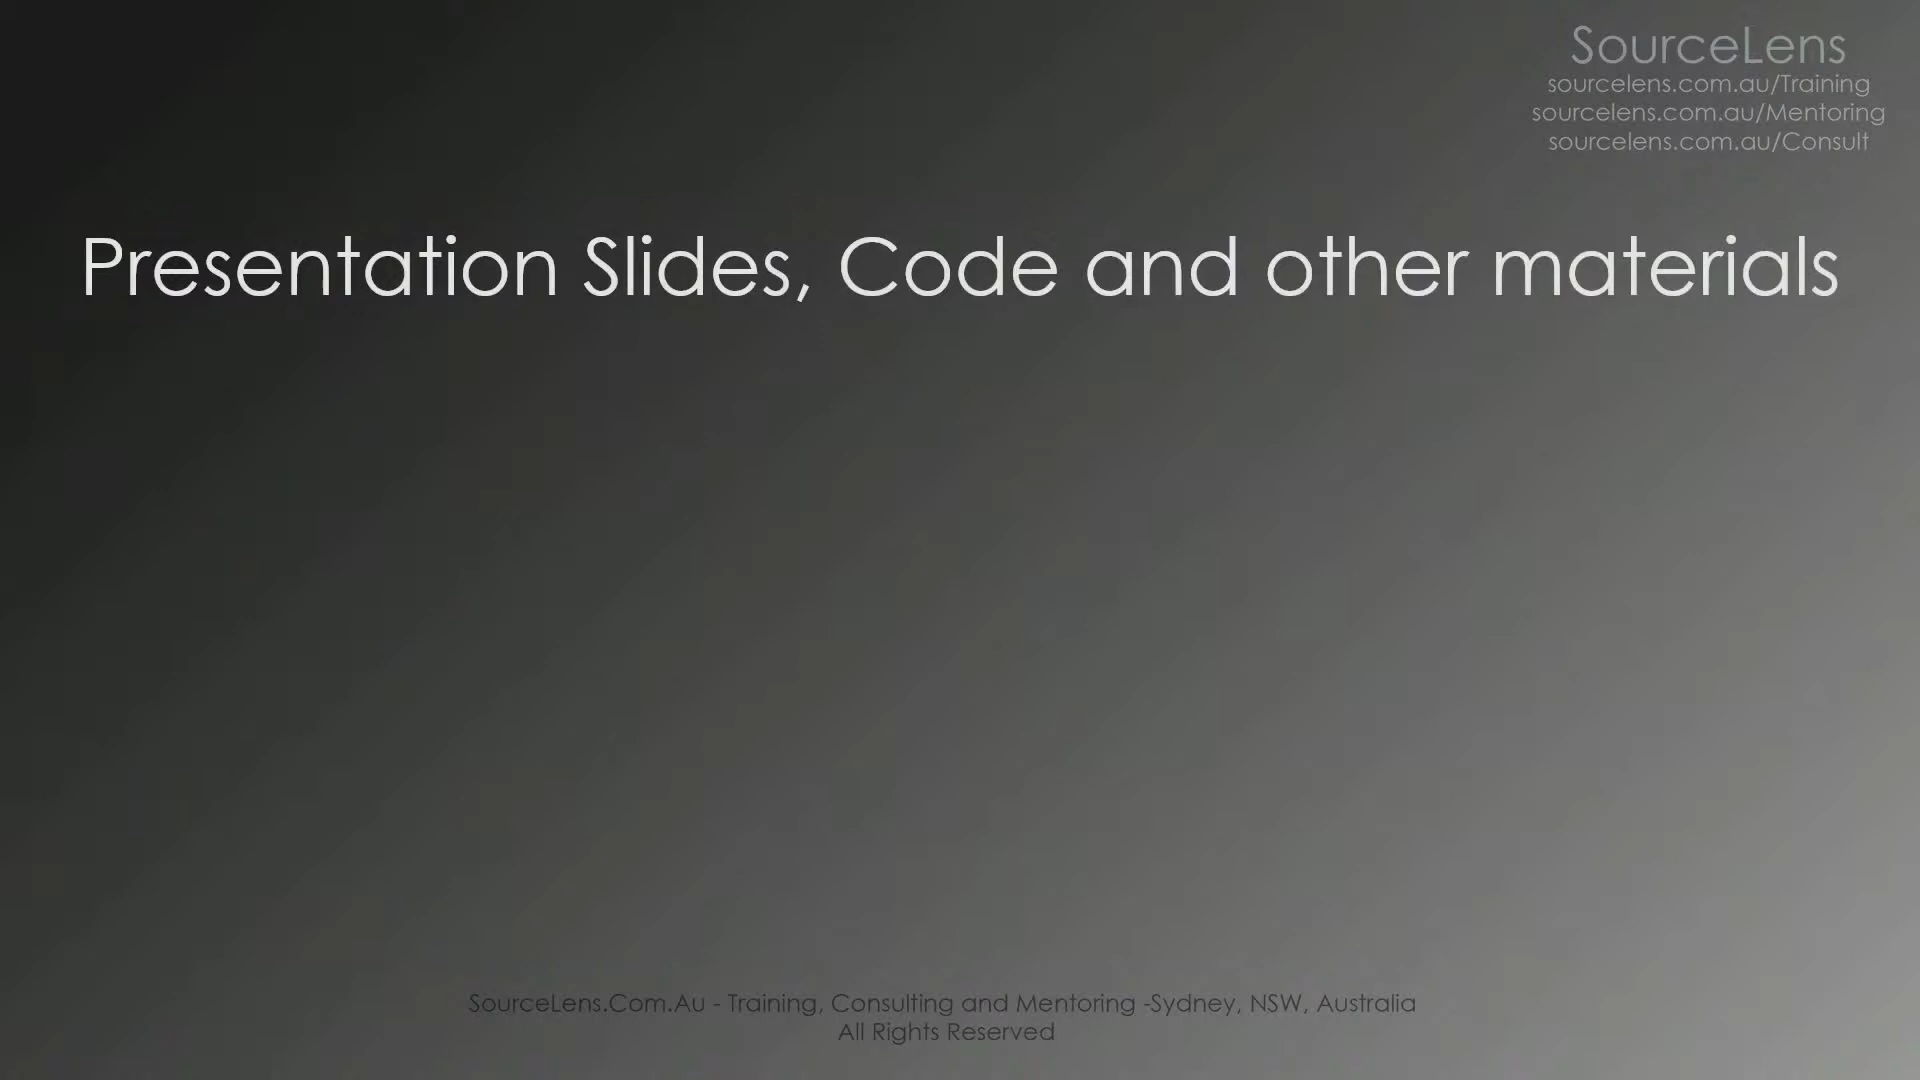 SourceLens
sourcelens.com.au/Training
sourcelens.com.au/Mentoring
sourcelens.com.au/Consult
Presentation Slides, Code and other materials
SourceLens.Com.Au - Training, Consulting and Mentoring -Sydney, NSW, Australia
All Rights Reserved